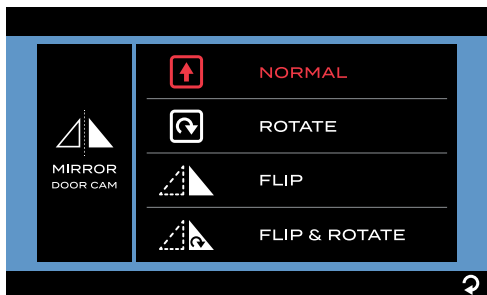 MIRROR
DOOR CAM
NORMAL
ROTATE
FLIP
FLIP & ROTATE